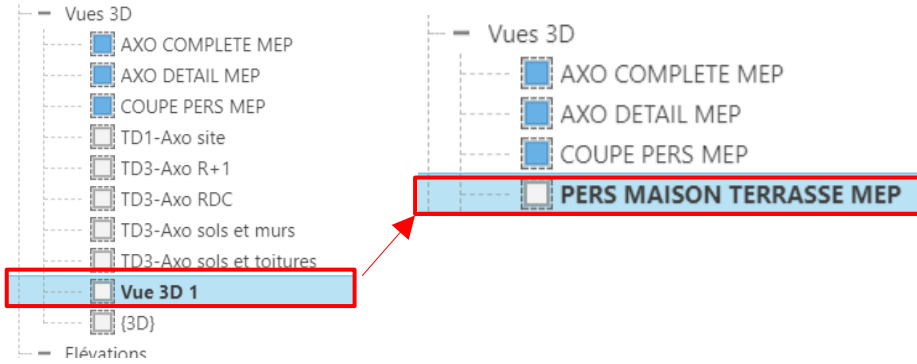 Vues 3D
AXO COMPLETE MEP
AXO DETAIL MEP
COUPE PERS MEP
TD1-Axo site
TD3-Axo R+1
TD3-Axo RDC
TD3-Axo sols et murs
TD3-Axo sols et toitures
Vue 3D 1
{3D}
Elévations
Vues 3D
AXO COMPLETE MEP
AXO DETAIL MEP
COUPE PERS MEP
PERS MAISON TERRASSE MEP